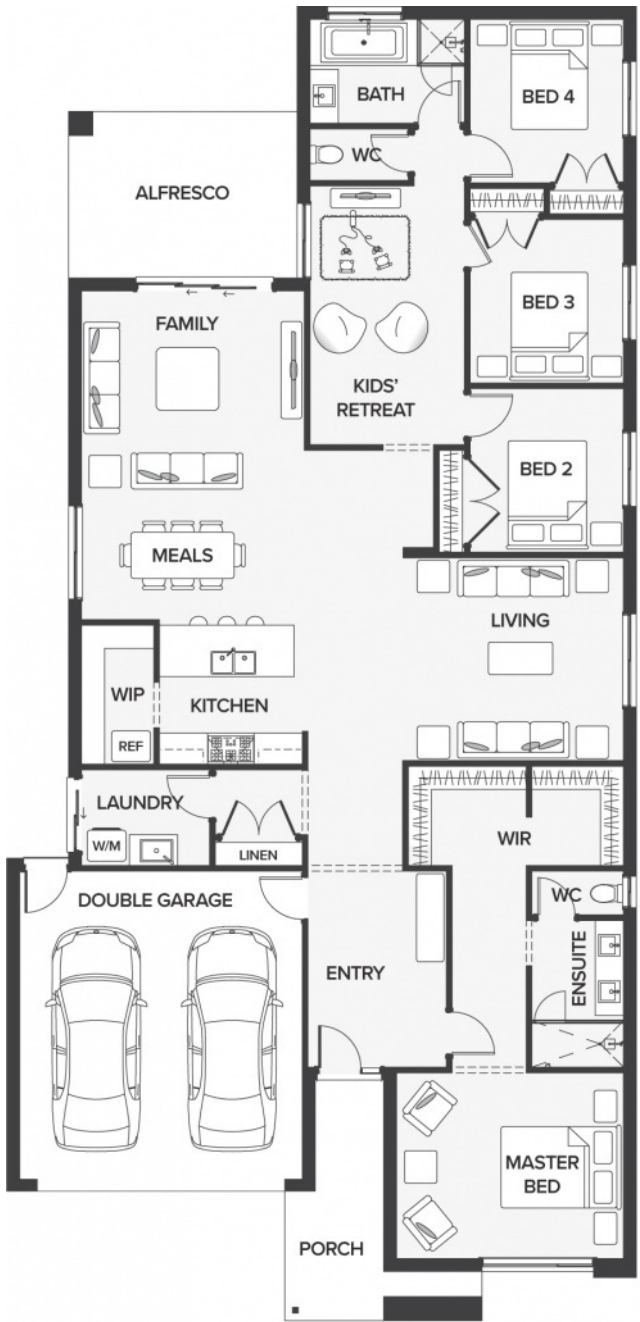 BATH
BED 4
WC
ALFRESCO
FAMILY
BED 3
KIDS'
RETREAT
BED 2
MEALS
LIVING
WIP
KITCHEN
REF
LAUNDRY
W/M
LINEN
WIR
DOUBLE GARAGE
WC
ENSUITE
ENTRY
MASTER
BED
PORCH